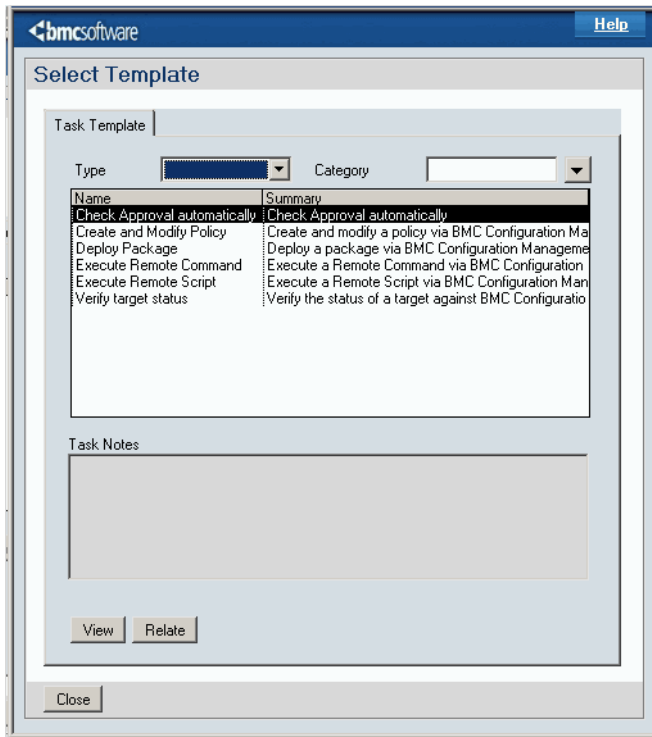 bmcsoftware
Help
Select Template
Task Template
Type Category
Name Summary
Check Approval automatically Check Approval automatically
Create and Modify Policy Create and modify a policy via BMC Configuration Ma
Deploy Package Deploy a package via BMC Configuration Manageme
Execute Remote Command Execute a Remote Command via BMC Configuration
Execute Remote Script Execute a Remote Script via BMC Configuration Man
Verify target status Verify the status of a target against BMC Configuratio
Task Notes
View Relate
Close